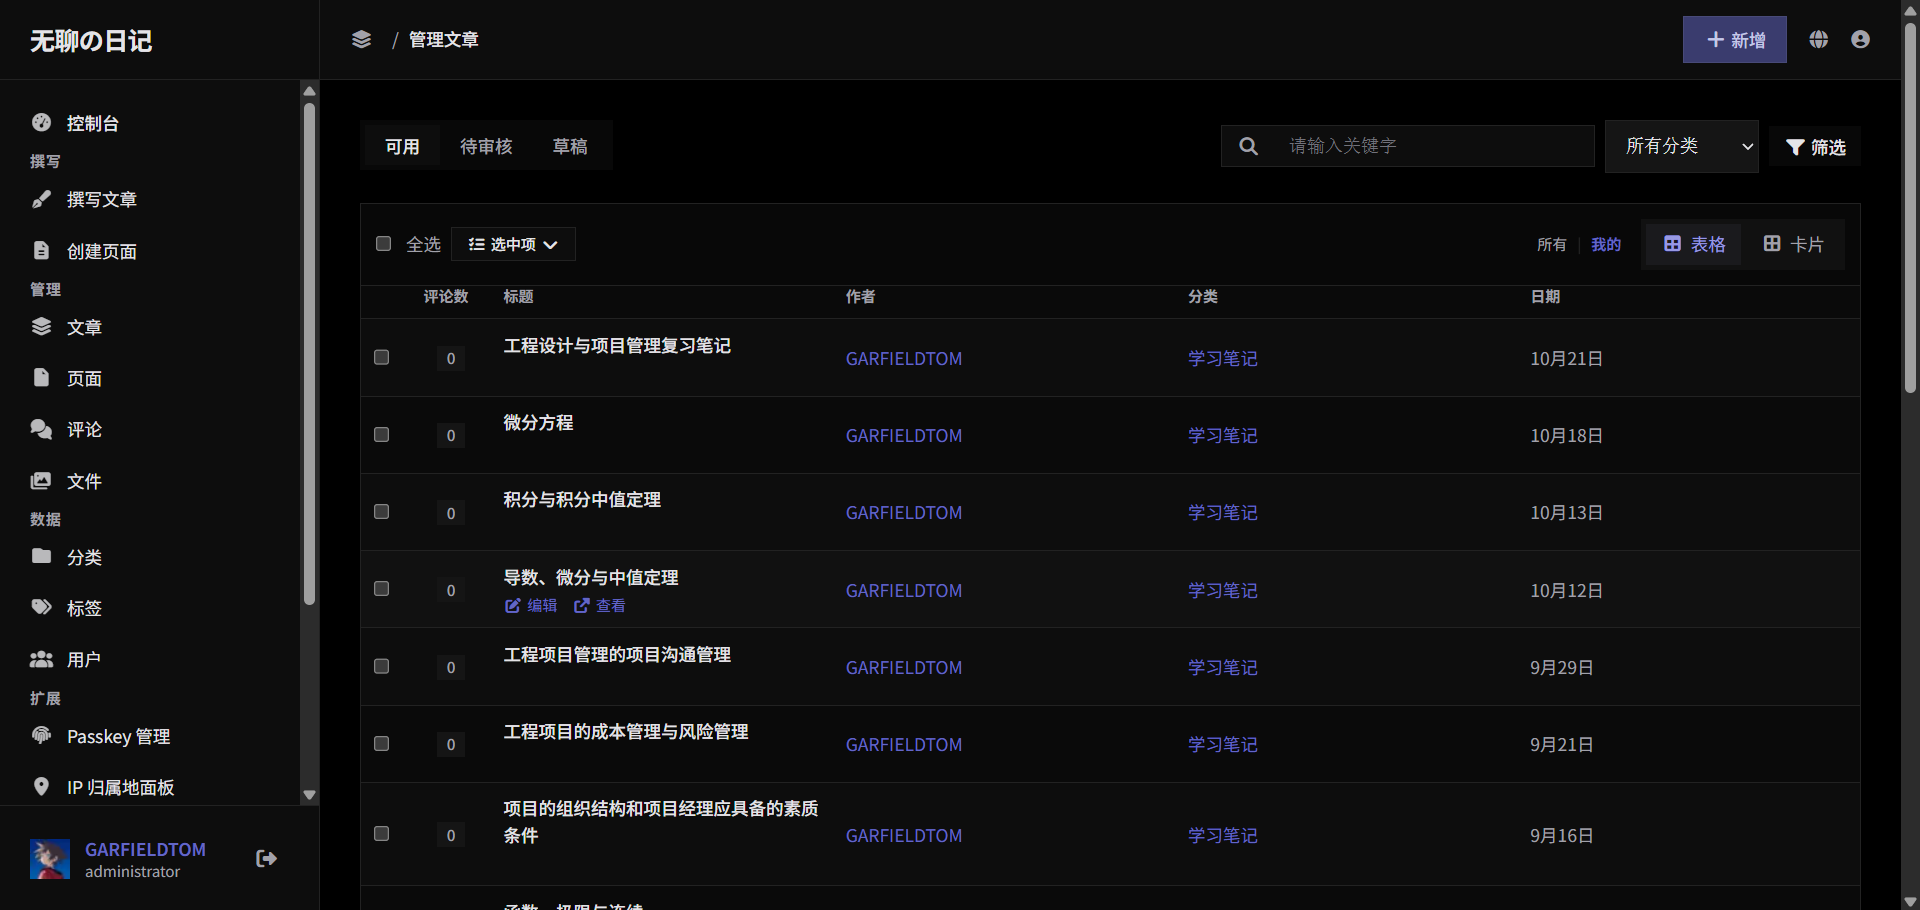 无聊の日记
/ 管理文章
新增
控制台
撰写
撰写文章
创建页面
管理
文章
页面
评论
文件
数据
分类
标签
用户
扩展
Passkey 管理
IP 归属地面板
GARFIELDTOM
administrator
可用 待审核 草稿
请输入关键字
所有分类
筛选
全选 选中项
所有 我的 表格 卡片
评论数 标题 作者 分类 日期
0 工程设计与项目管理复习笔记 GARFIELDTOM 学习笔记 10月21日
0 微分方程 GARFIELDTOM 学习笔记 10月18日
0 积分与积分中值定理 GARFIELDTOM 学习笔记 10月13日
0 导数、微分与中值定理 GARFIELDTOM 学习笔记 10月12日
编辑 查看
0 工程项目管理的项目沟通管理 GARFIELDTOM 学习笔记 9月29日
0 工程项目的成本管理与风险管理 GARFIELDTOM 学习笔记 9月21日
0 项目的组织结构和项目经理应具备的素质 GARFIELDTOM 学习笔记 9月16日
条件
函数、极限与连续